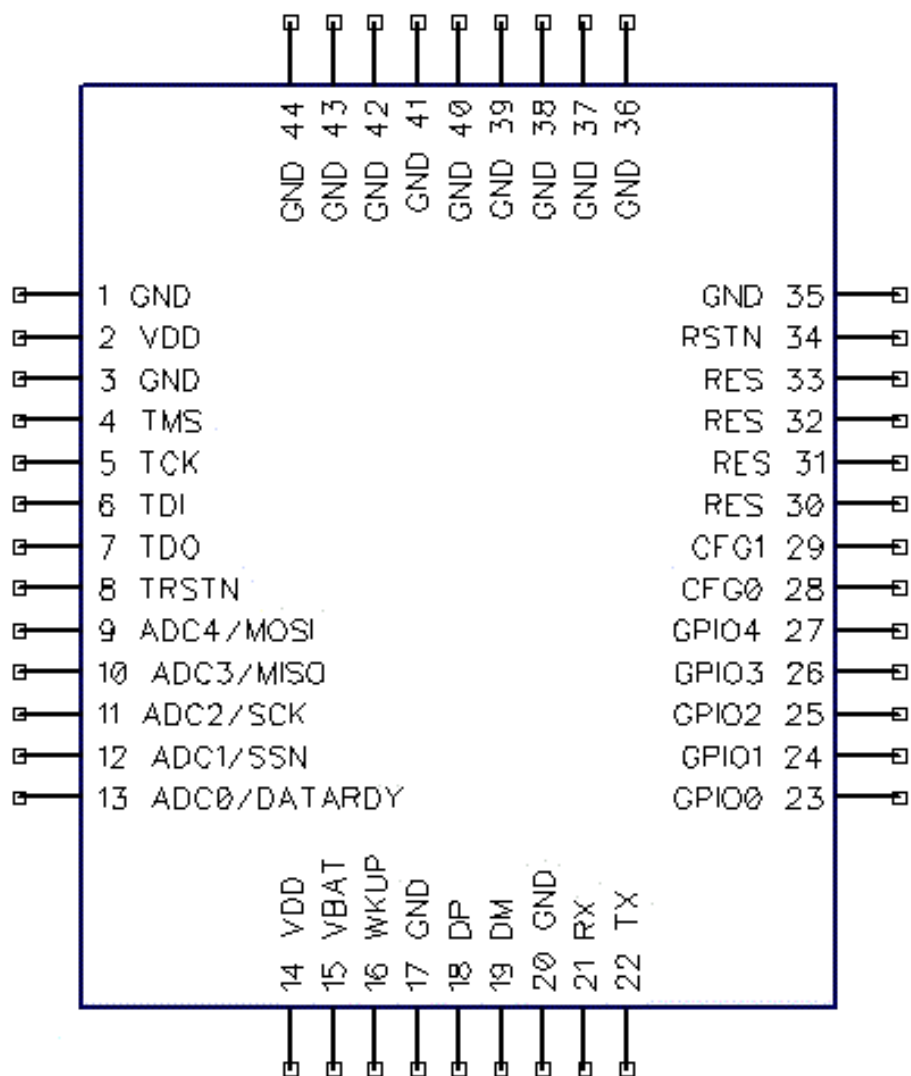 GND 44
GND 43
GND 42
GND 41
GND 40
GND 39
GND 38
GND 37
GND 36
1 GND
2 VDD
3 GND
4 TMS
5 TCK
6 TDI
7 TDO
8 TRSTN
9 ADC4/MOSI
10 ADC3/MISO
11 ADC2/SCK
12 ADC1/SSN
13 ADC0/DATARDY
14 VDD
15 VBAT
16 WKUP
17 GND
18 DP
19 DM
20 GND
21 RX
22 TX
GND 35
RSTN 34
RES 33
RES 32
RES 31
RES 30
CFG1 29
CFG0 28
GPIO4 27
GPIO3 26
GPIO2 25
GPIO1 24
GPIO0 23